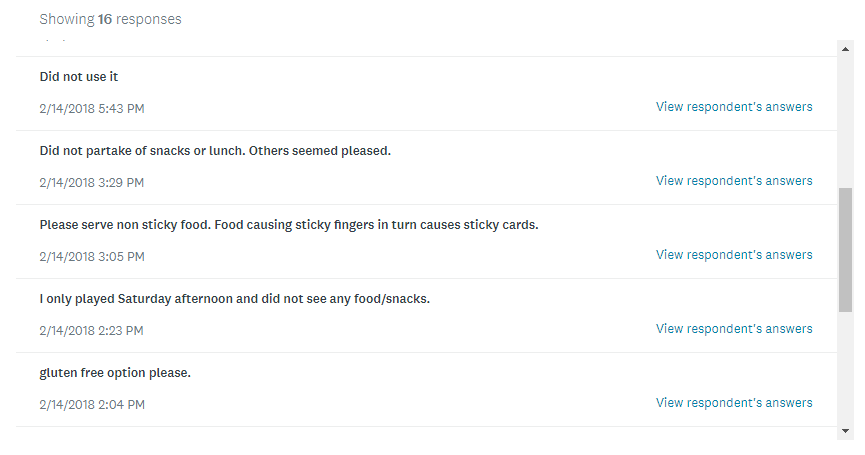 Showing 16 responses
Did not use it
2/14/2018 5:43 PM
View respondent's answers
Did not partake of snacks or lunch. Others seemed pleased.
2/14/2018 3:29 PM
View respondent's answers
Please serve non sticky food. Food causing sticky fingers in turn causes sticky cards.
2/14/2018 3:05 PM
View respondent's answers
I only played Saturday afternoon and did not see any food/snacks.
2/14/2018 2:23 PM
View respondent's answers
gluten free option please.
2/14/2018 2:04 PM
View respondent's answers